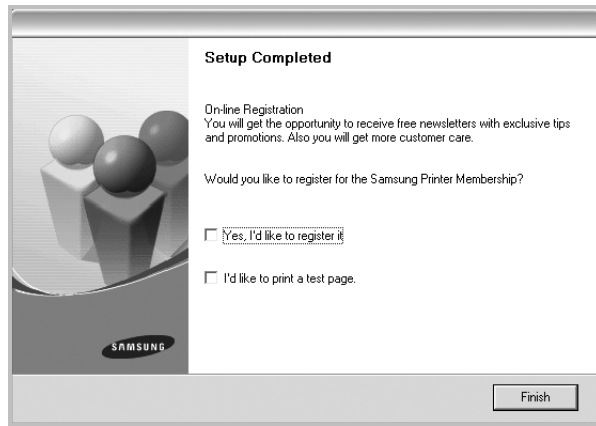 Setup Completed
On-line Registration
You will get the opportunity to receive free newsletters with exclusive tips
and promotions. Also you will get more customer care.
Would you like to register for the Samsung Printer Membership?
Yes, I'd like to register it
I'd like to print a test page.
SAMSUNG
Finish